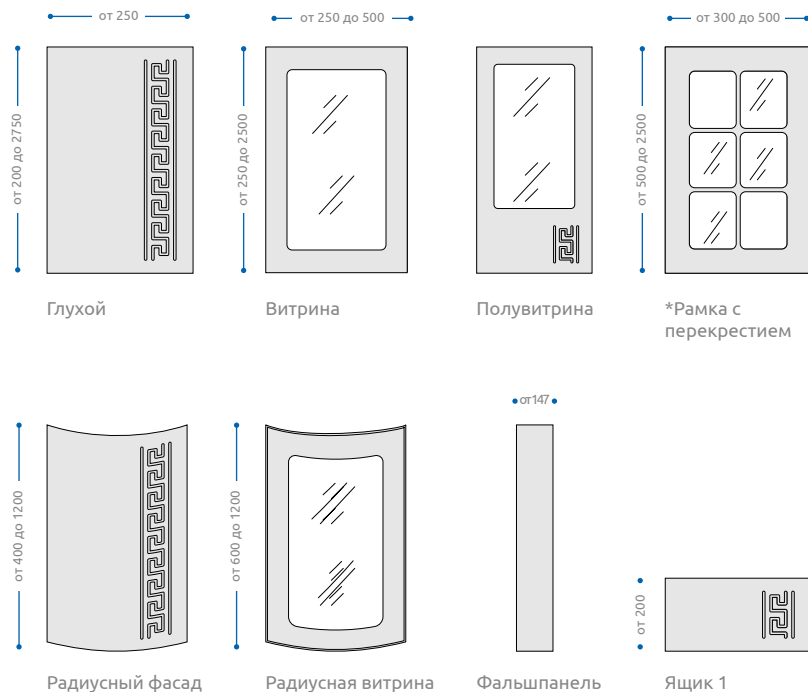 от 250
от 250 до 500
от 300 до 500
от 200 до 2750
от 250 до 2500
от 500 до 2500
Глухой
Витрина
Полувитрина
*Рамка с
перекрестием
от147
от 400 до 1200
от 600 до 1200
от 200
Радиусный фасад
Радиусная витрина
Фальшпанель
Ящик 1